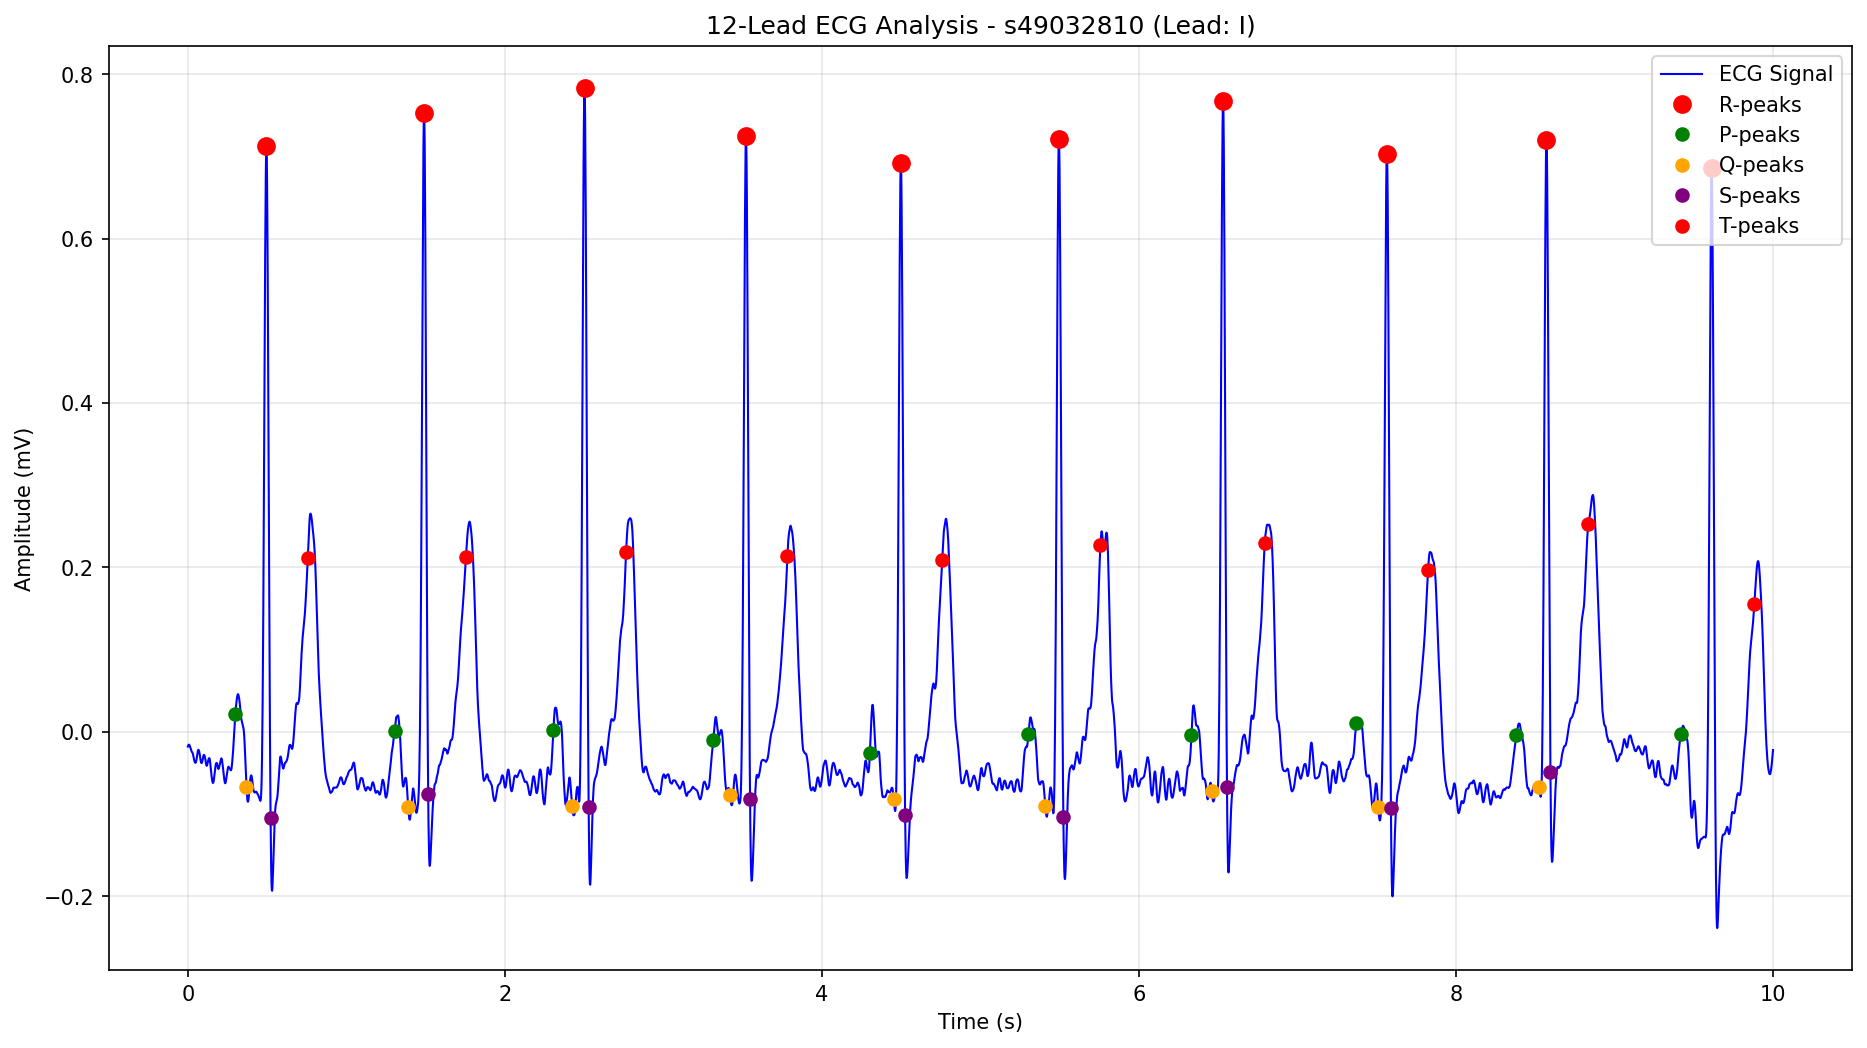 12-Lead ECG Analysis - s49032810 (Lead: I)
ECG Signal
R-peaks
P-peaks
Q-peaks
S-peaks
T-peaks
Amplitude (mV)
0.8
0.6
0.4
0.2
0.0
−0.2
0 2 4 6 8 10
Time (s)